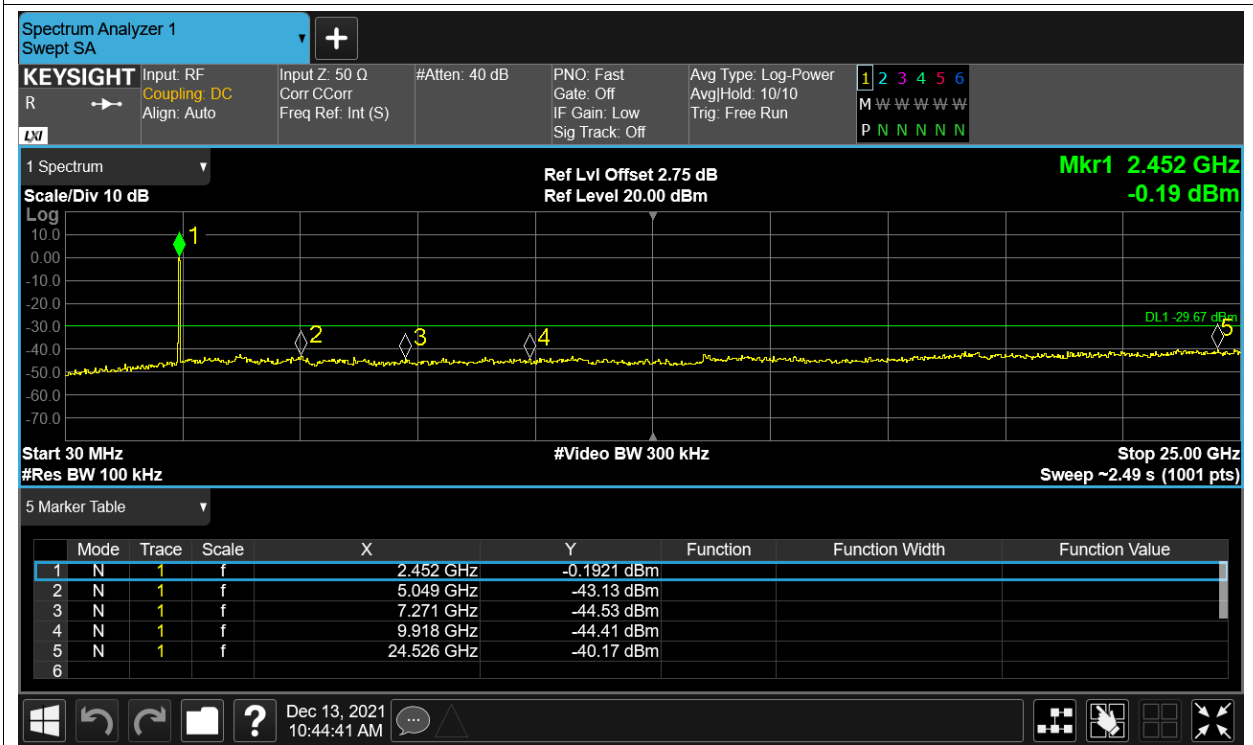 Spectrum Analyzer 1
Swept SA
+
KEYSIGHT Input: RF Input Z: 50 Ω #Atten: 40 dB PNO: Fast Avg Type: Log-Power 1 2 3 4 5 6
R Coupling: DC Corr CCorr Gate: Off Avg|Hold: 10/10 M W W W W W
Align: Auto Freq Ref: Int (S) IF Gain: Low Trig: Free Run
LXI Sig Track: Off P N N N N N
1 Spectrum Ref Lvl Offset 2.75 dB Mkr1 2.452 GHz
Scale/Div 10 dB Ref Level 20.00 dBm -0.19 dBm
Log
10.0 1
0.00
-10.0
-20.0
DL1 -29.67 dBm
-30.0 2 3 4 5
-40.0
-50.0
-60.0
-70.0
Start 30 MHz #Video BW 300 kHz Stop 25.00 GHz
#Res BW 100 kHz Sweep ~2.49 s (1001 pts)
5 Marker Table
Mode Trace Scale X Y Function Function Width Function Value
1 N 1 f 2.452 GHz -0.1921 dBm
2 N 1 f 5.049 GHz -43.13 dBm
3 N 1 f 7.271 GHz -44.53 dBm
4 N 1 f 9.918 GHz -44.41 dBm
5 N 1 f 24.526 GHz -40.17 dBm
6
? Dec 13, 2021
10:44:41 AM